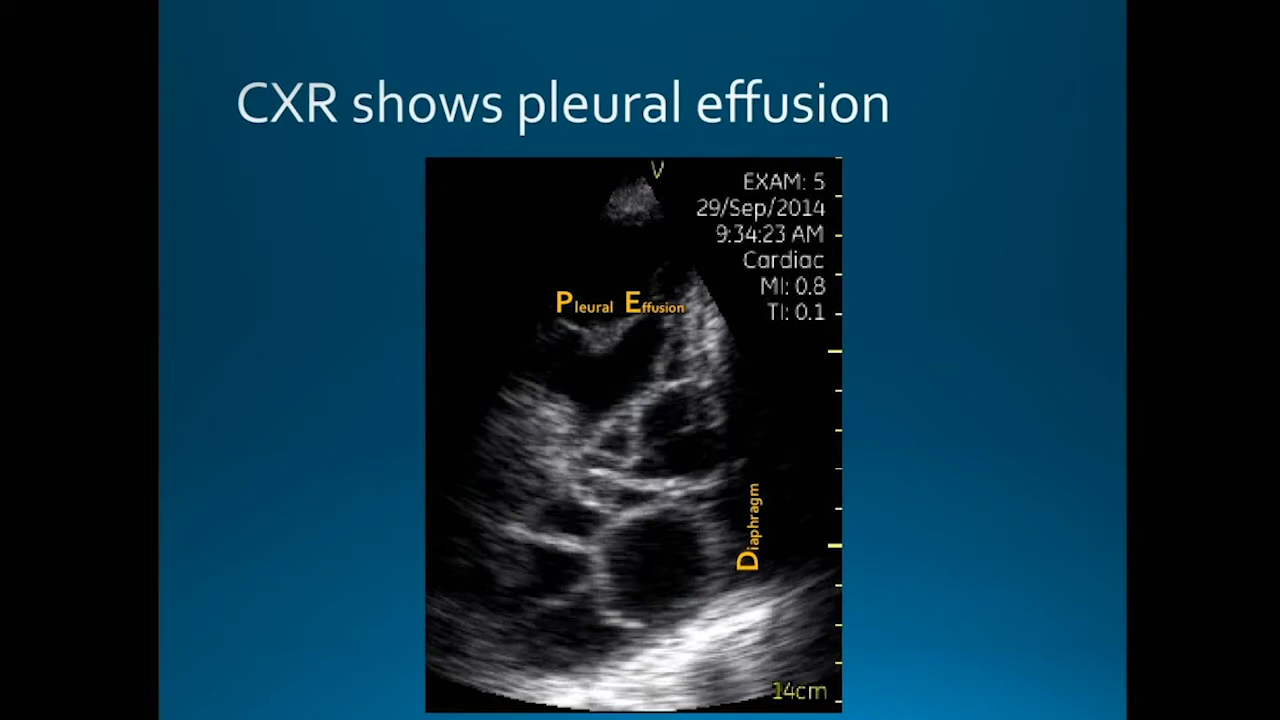 CXR shows pleural effusion
V
EXAM: 5
29/Sep/2014
9:34:23 AM
Cardiac
MI: 0.8
TI: 0.1
Pleural Effusion
Diaphragm
14cm